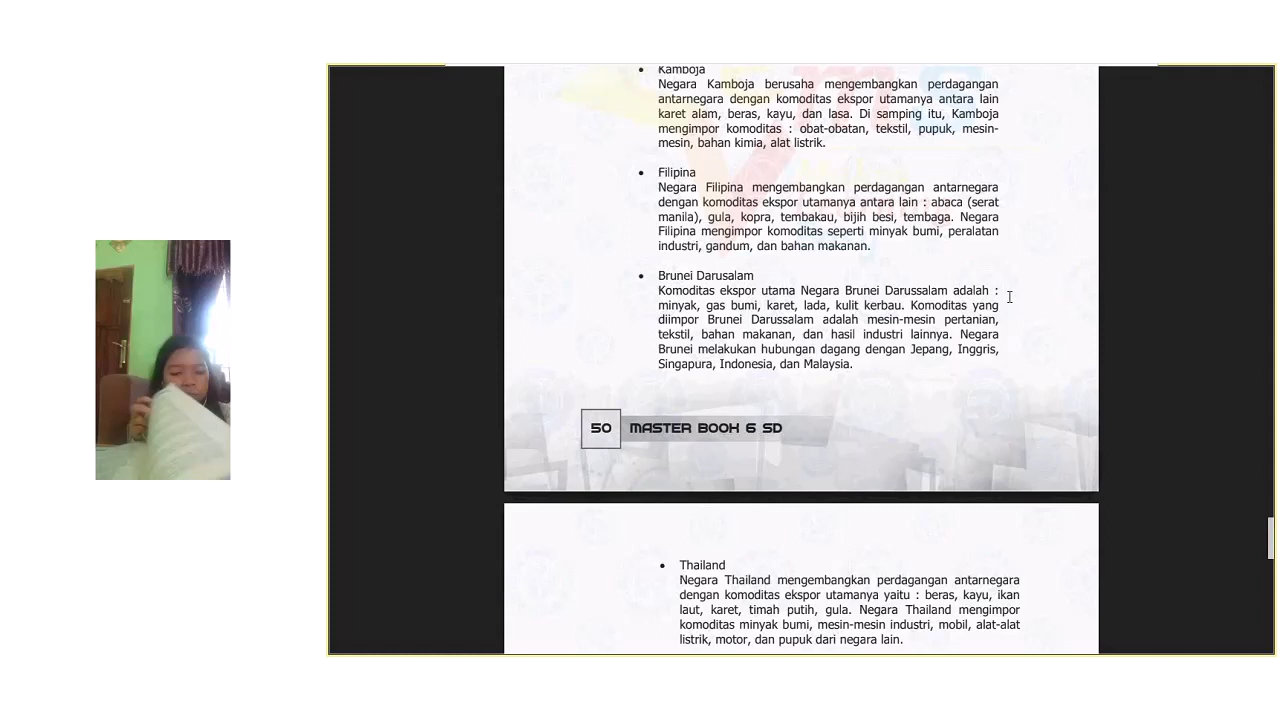 Kamboja
Negara Kamboja berusaha mengembangkan perdagangan
antarnegara dengan komoditas ekspor utamanya antara lain
karet alam, beras, kayu, dan lasa. Di samping itu, Kamboja
mengimpor komoditas : obat-obatan, tekstil, pupuk, mesin-
mesin, bahan kimia, alat listrik.
Filipina
Negara Filipina mengembangkan perdagangan antarnegara
dengan komoditas ekspor utamanya antara lain : abaca (serat
manila), gula, kopra, tembakau, bijih besi, tembaga. Negara
Filipina mengimpor komoditas seperti minyak bumi, peralatan
industri, gandum, dan bahan makanan.
Brunei Darusalam
Komoditas ekspor utama Negara Brunei Darussalam adalah :
minyak, gas bumi, karet, lada, kulit kerbau. Komoditas yang
diimpor Brunei Darussalam adalah mesin-mesin pertanian,
tekstil, bahan makanan, dan hasil industri lainnya. Negara
Brunei melakukan hubungan dagang dengan Jepang, Inggris,
Singapura, Indonesia, dan Malaysia.
50 MASTER BOOK 6 SD
Thailand
Negara Thailand mengembangkan perdagangan antarnegara
dengan komoditas ekspor utamanya yaitu : beras, kayu, ikan
laut, karet, timah putih, gula. Negara Thailand mengimpor
komoditas minyak bumi, mesin-mesin industri, mobil, alat-alat
listrik, motor, dan pupuk dari negara lain.